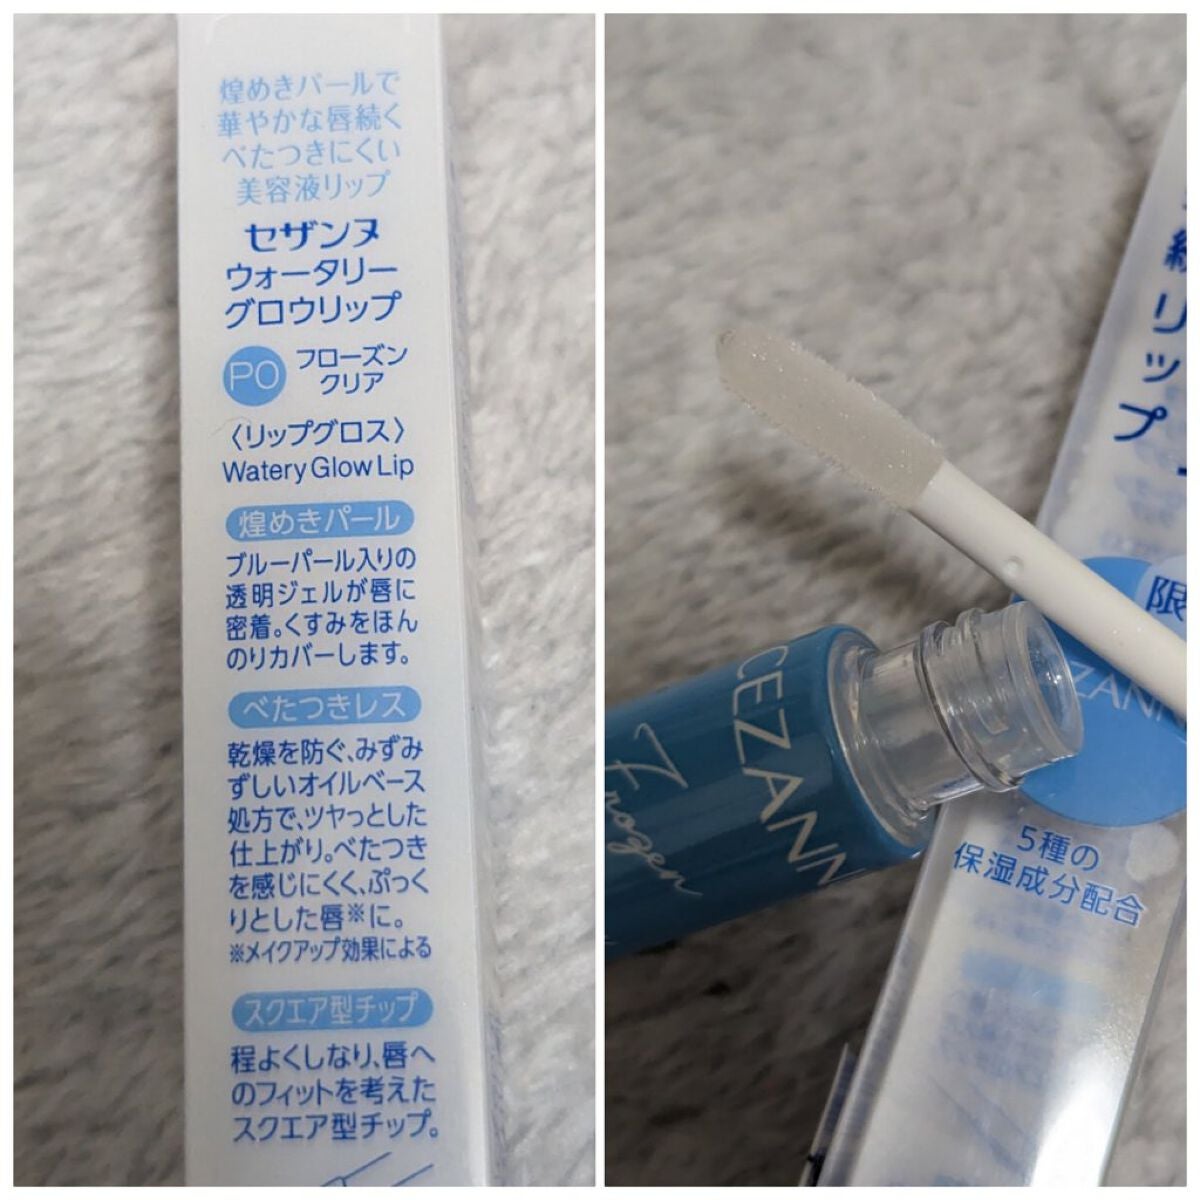 煌めきパールで
華やかな唇続く
べたつきにくい
美容液リップ
セザンヌ
ウォータリー
グロウリップ
P0 フローズン
クリア
〈リップグロス〉
Watery Glow Lip
煌めきパール
ブルーパール入りの
透明ジェルが唇に
密着。くすみをほん
のりカバーします。
べたつきレス
乾燥を防ぐ、みずみ
ずしいオイルベース
処方で、ツヤっとした
仕上がり。べたつき
を感じにくく、ぷっく
りとした唇※に。
※メイクアップ効果による
スクエア型チップ
程よくしなり、唇へ
のフィットを考えた
スクエア型チップ。
リップ
限
ZANN
CEZANN
Frozen
5種の
保湿成分配合